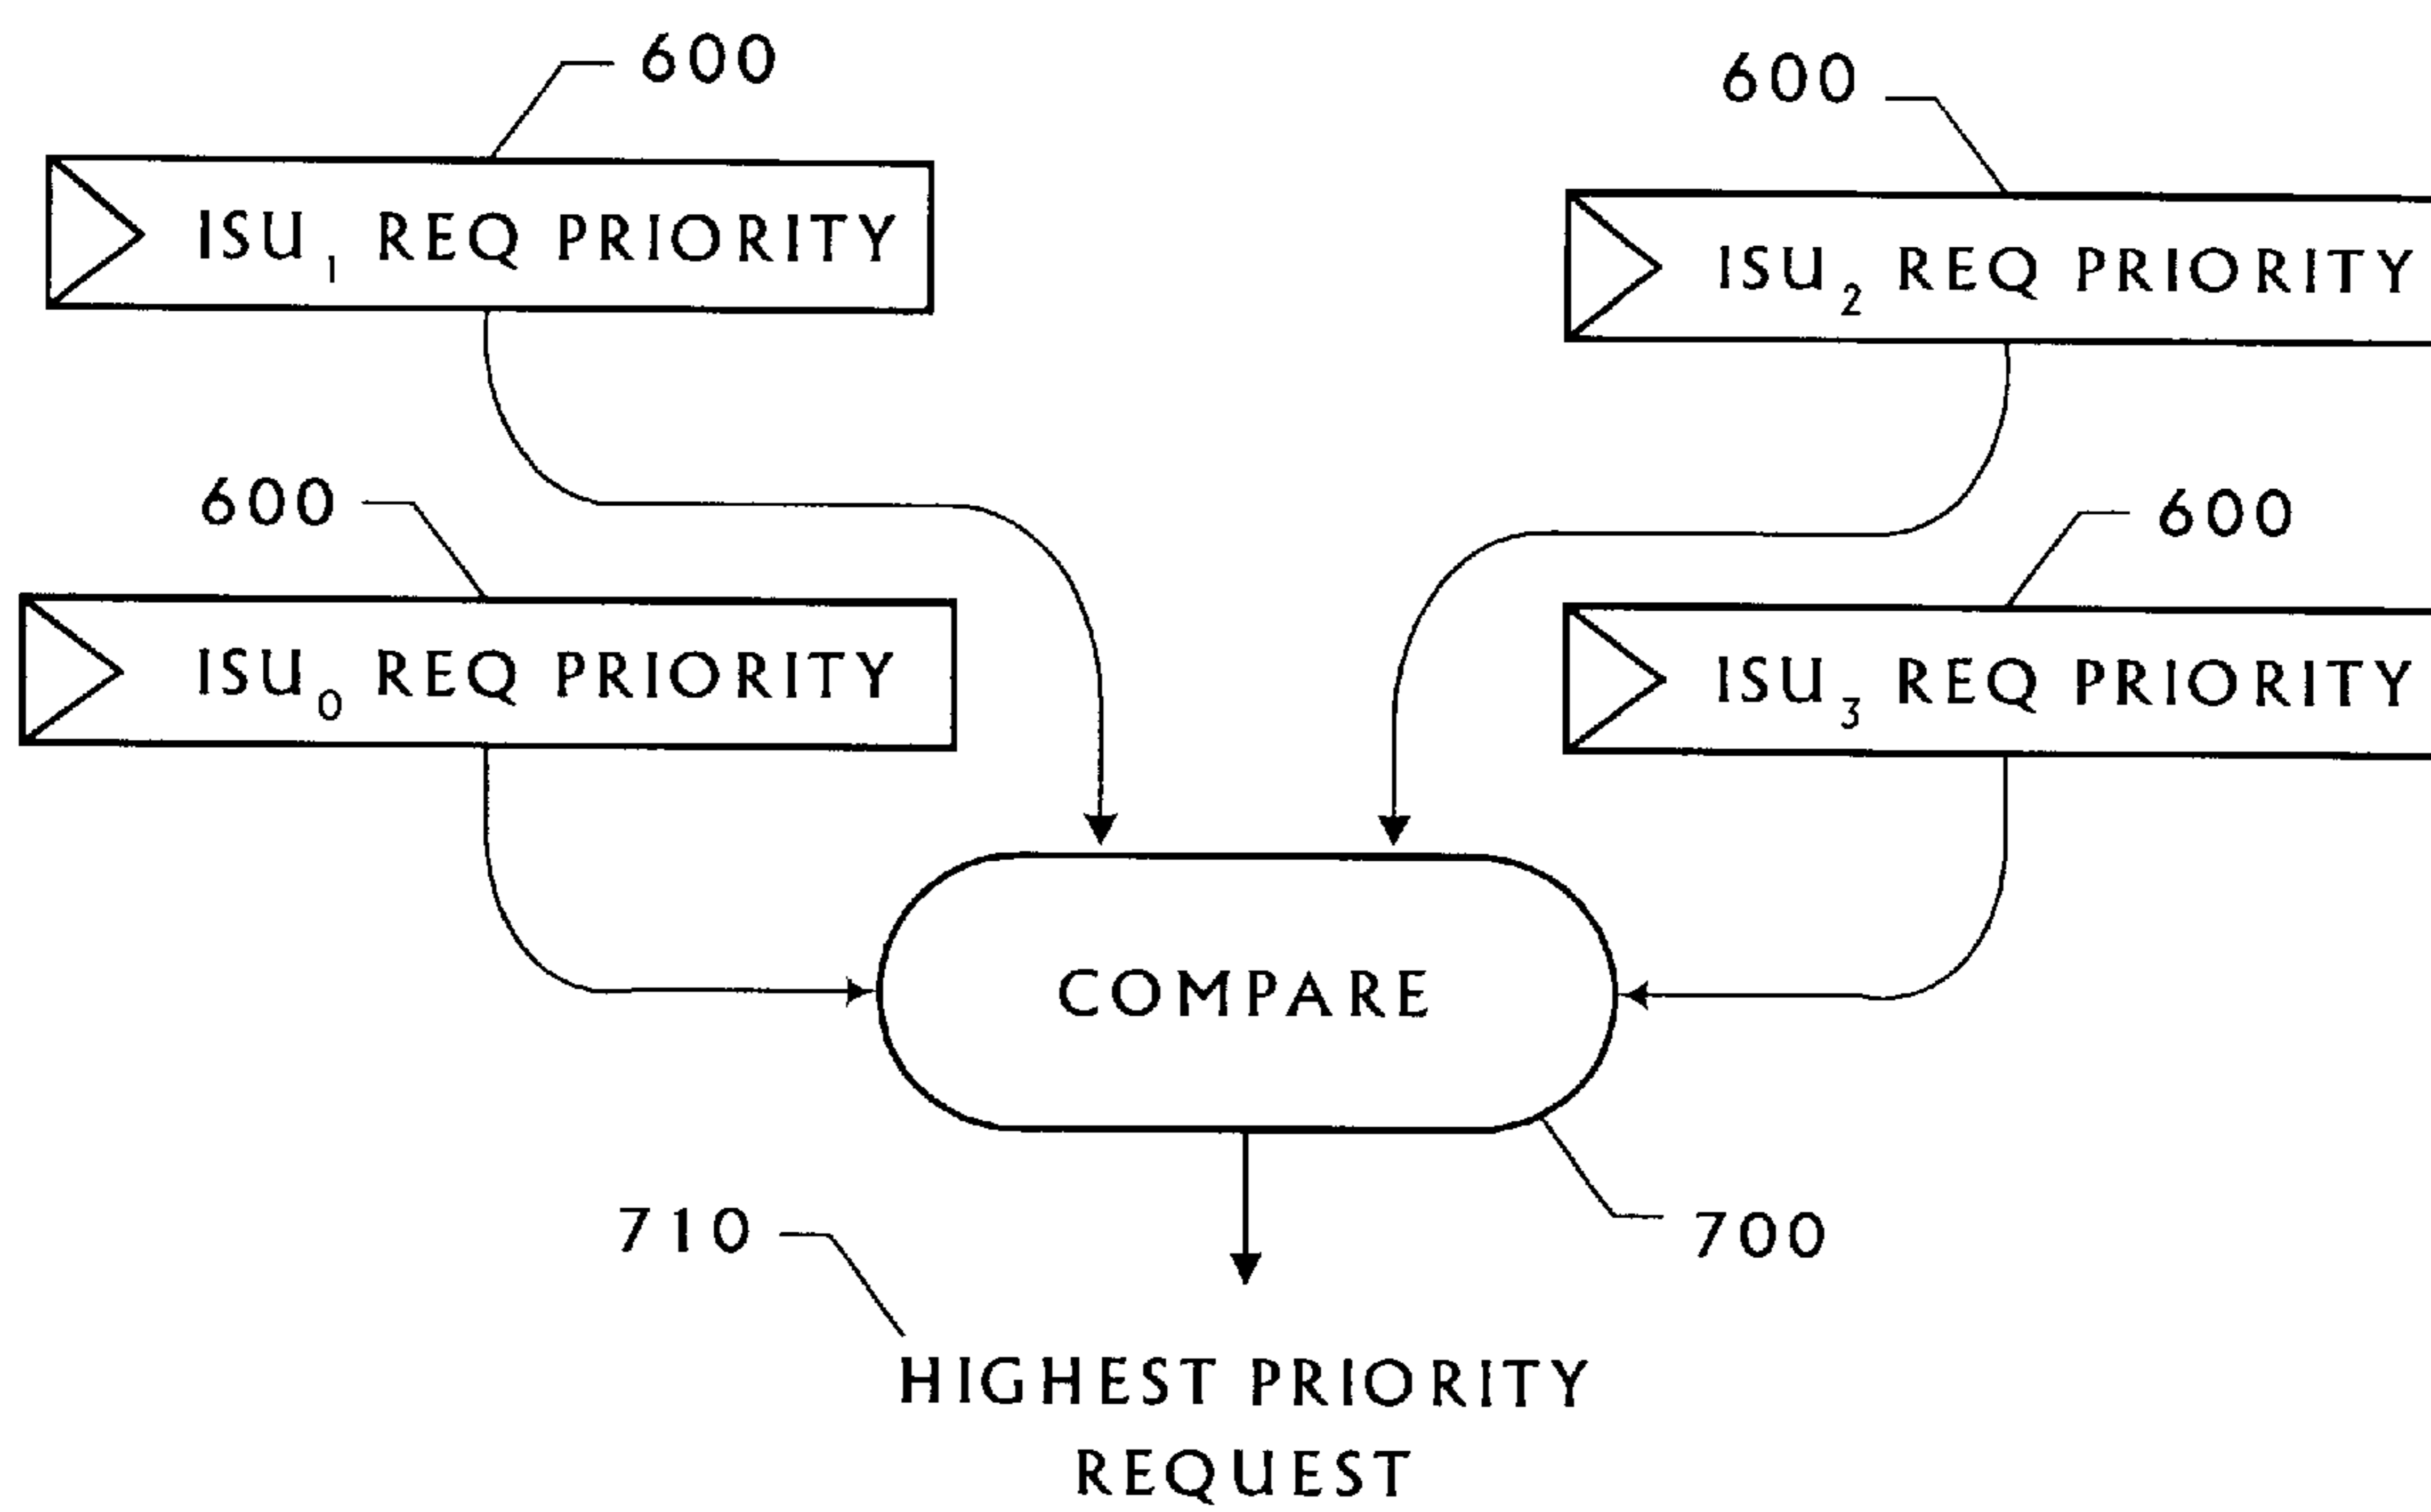 600
600
ISU₁ REQ PRIORITY
ISU₂ REQ PRIORITY
600
600
ISU₀ REQ PRIORITY
ISU₃ REQ PRIORITY
COMPARE
710
700
HIGHEST PRIORITY
REQUEST